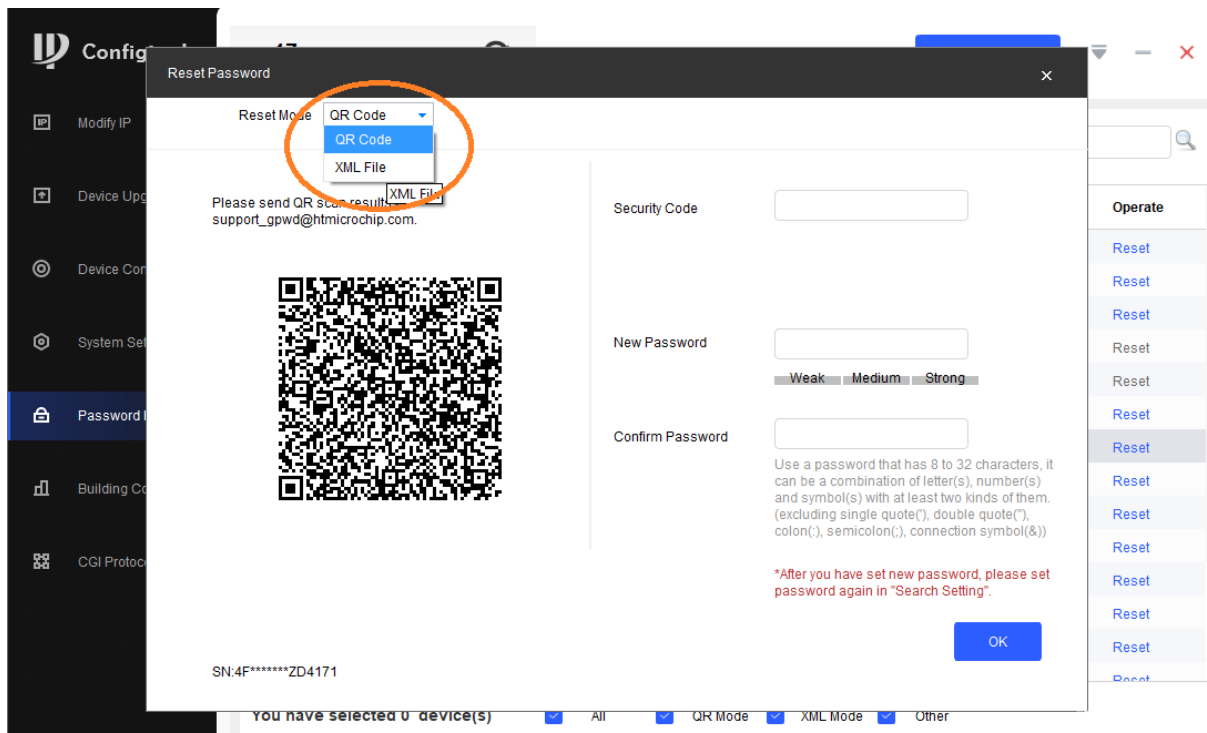 IP Config
Reset Password
Reset Mode QR Code
QR Code
XML File
XML File
Please send QR scan results
support_gpwd@htmicrochip.com.
SN:4F*******ZD4171
Security Code
New Password
Weak Medium Strong
Confirm Password
Use a password that has 8 to 32 characters, it
can be a combination of letter(s), number(s)
and symbol(s) with at least two kinds of them.
(excluding single quote('), double quote("),
colon(:), semicolon(;), connection symbol(&))
*After you have set new password, please set
password again in "Search Setting".
OK
IP Modify IP
Device Upg
Device Con
System Set
Password
Building Co
CGI Protoco
Operate
Reset
Reset
Reset
Reset
Reset
Reset
Reset
Reset
Reset
Reset
Reset
Reset
Reset
Reset
You have selected 0 device(s) All QR Mode XML Mode Other